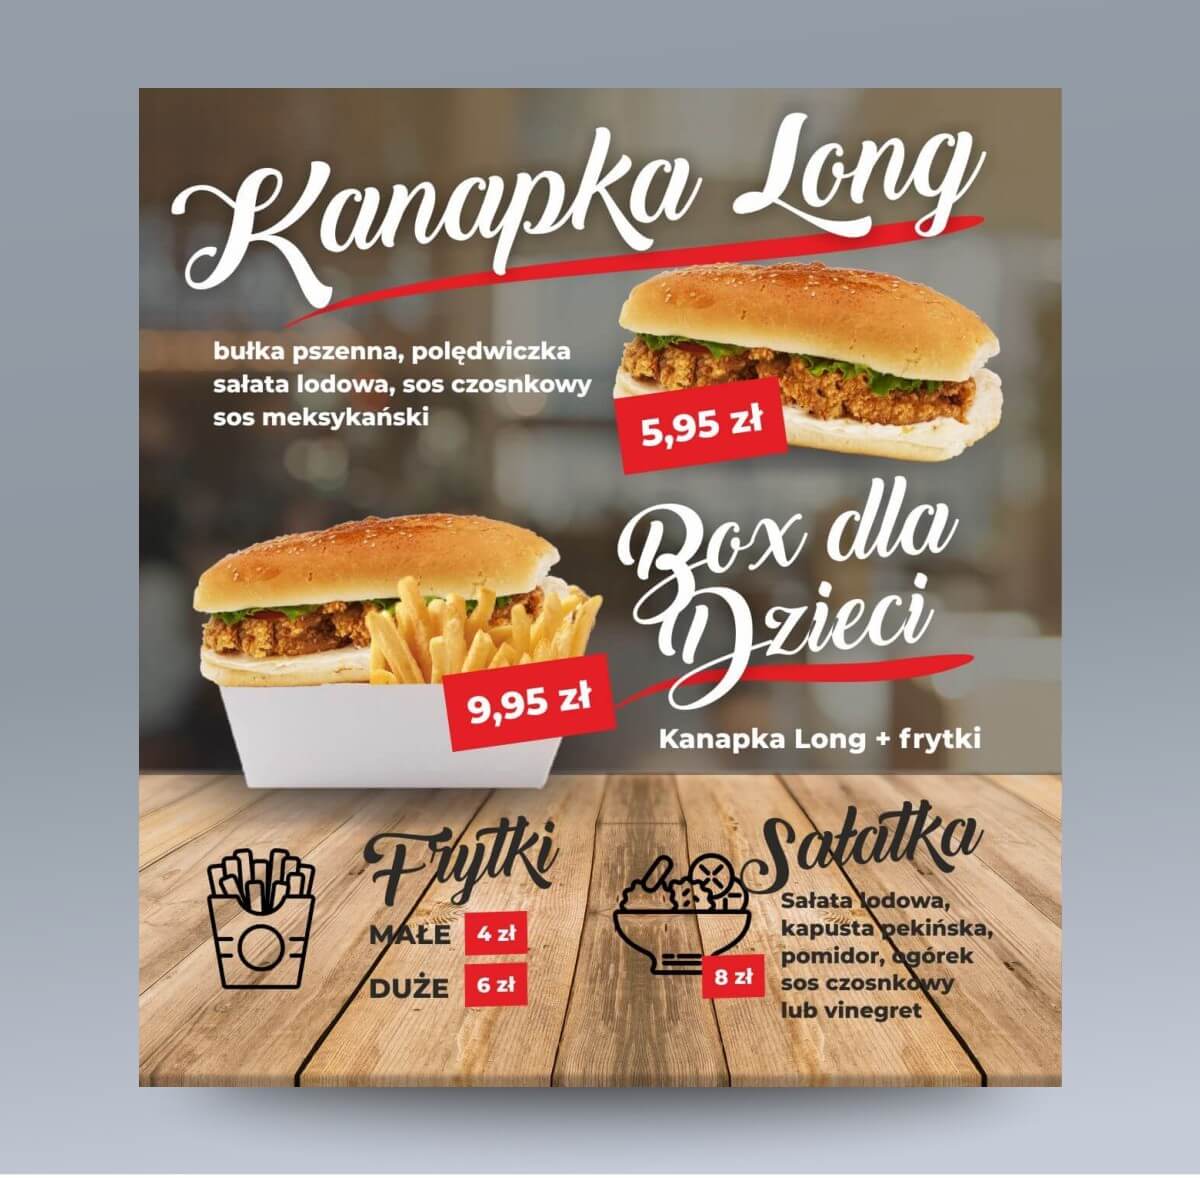 Kanapka Long
bułka pszenna, polędwiczka
sałata lodowa, sos czosnkowy
sos meksykański
5,95 zł
Box dla
Dzieci
9,95 zł
Kanapka Long + frytki
Frytki
MAŁE 4 zł
DUŻE 6 zł
Sałatka
Sałata lodowa,
kapusta pekińska,
pomidor, ogórek
sos czosnkowy
lub vinegret
8 zł